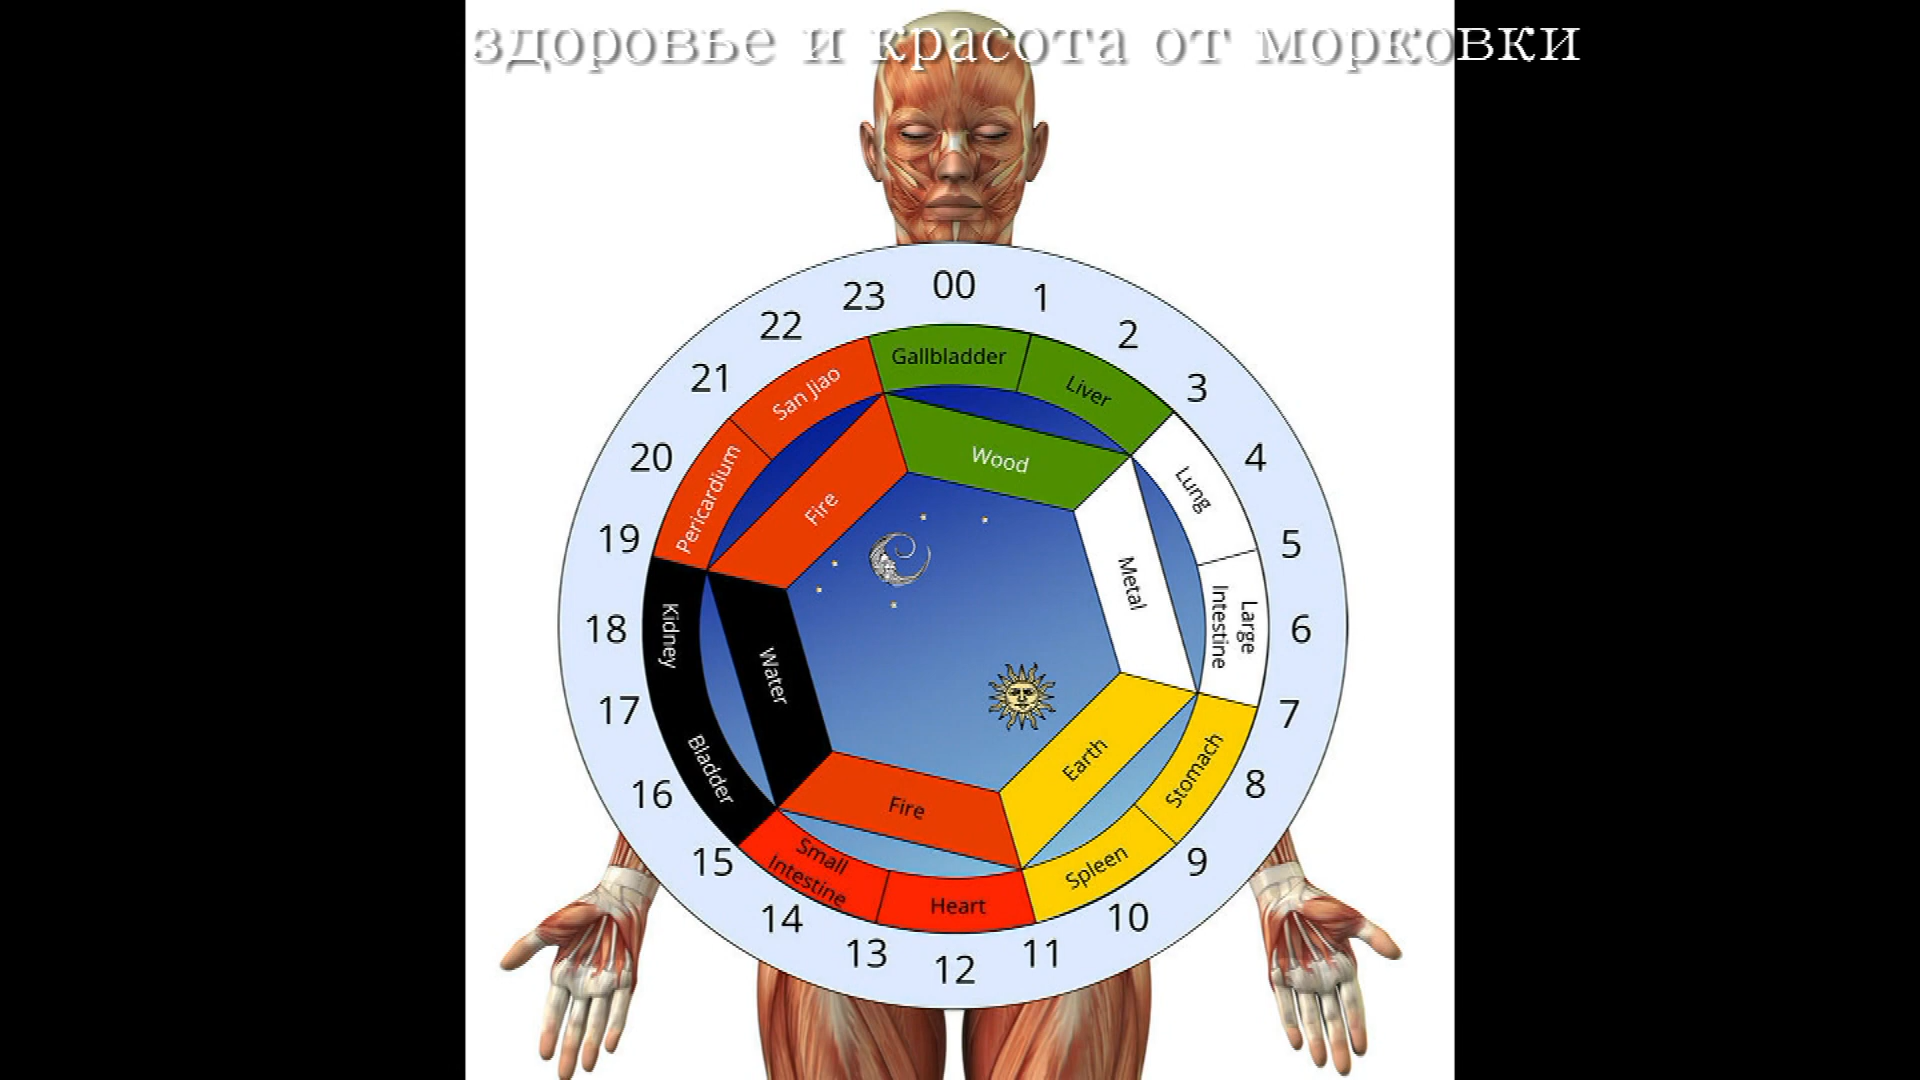 здоровье и красота от морковки
00
1
2
3
4
5
6
7
8
9
10
11
12
13
14
15
16
17
18
19
20
21
22
23
Gallbladder
Liver
Lung
Large
Intestine
Stomach
Spleen
Heart
Small
Intestine
Bladder
Kidney
Pericardium
San Jiao
Wood
Metal
Earth
Fire
Water
Fire